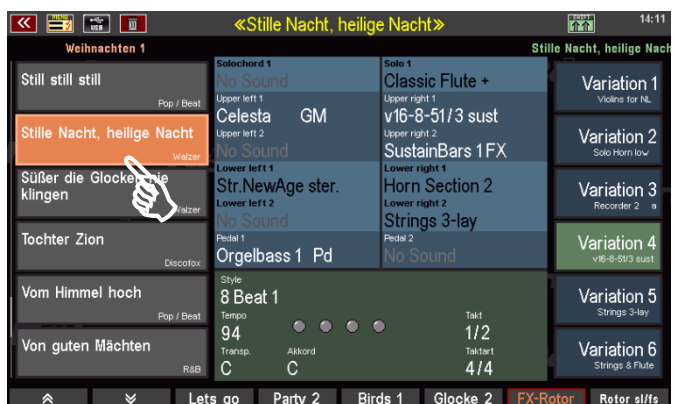 MENU
USB
«Stille Nacht, heilige Nacht»
SHIFT
14:11
Weihnachten 1
Stille Nacht, heilige Nach
Still still still
Pop / Beat
Stille Nacht, heilige Nacht
Walzer
Süßer die Glocken nie
klingen
Walzer
Tochter Zion
Discofox
Vom Himmel hoch
Pop / Beat
Von guten Mächten
R&B
Solochord 1
No Sound
Solo 1
Classic Flute +
Upper left 1
Celesta GM
Upper right 1
v16-8-51/3 sust
Upper left 2
No Sound
Upper right 2
SustainBars 1FX
Lower left 1
Str.NewAge ster.
Lower right 1
Horn Section 2
Lower left 2
No Sound
Lower right 2
Strings 3-lay
Pedal 1
Orgelbass 1 Pd
Pedal 2
No Sound
Style
8 Beat 1
Tempo
94
Takt
1/2
Transp.
C
Akkord
C
Taktart
4/4
Variation 1
Violins for NL
Variation 2
Solo Horn low
Variation 3
Recorder 2 a
Variation 4
v16-8-51/3 sust
Variation 5
Strings 3-lay
Variation 6
Strings & Flute
Lets go
Party 2
Birds 1
Glocke 2
FX-Rotor
Rotor sl/fs